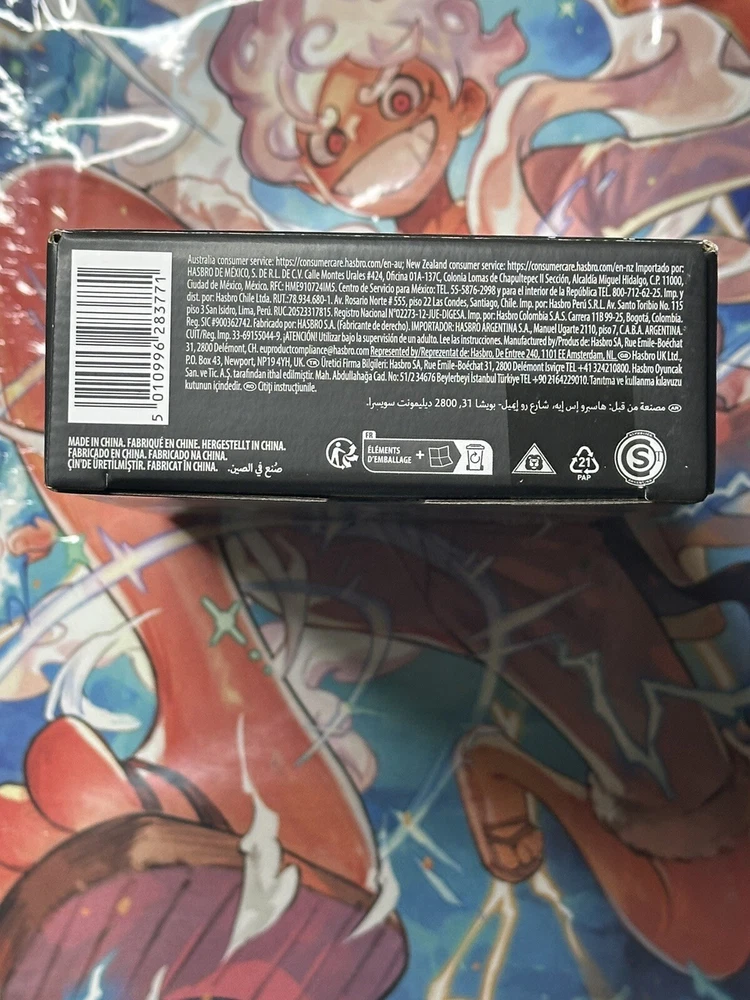 5 010996 283771
Australia consumer service: https://consumercare.hasbro.com/en-au; New Zealand consumer service: https://consumercare.hasbro.com/en-nz Importado por:
HASBRO DE MÉXICO, S. DE R.L. DE C.V. Calle Montes Urales #424, Oficina 01A-137C, Colonia Lomas de Chapultepec II Sección, Alcaldía Miguel Hidalgo, C.P. 11000,
Ciudad de México, México. RFC: HME910724IM5. Centro de Servicio para México: TEL. 55-5876-2998 y para el interior de la República TEL. 800-712-62-25. Imp. y
dist. por: Hasbro Chile Ltda. RUT.:78.934.680-1. Av. Rosario Norte # 555, piso 22 Las Condes, Santiago, Chile. Imp. por: Hasbro Perú S.R.L. Av. Santo Toribio No. 115
piso 3 San Isidro, Lima, Perú. RUC.20523317815. Registro Nacional Nº02273-12-JUE-DIGESA. Imp. por: Hasbro Colombia S.A.S. Carrera 11B 99-25, Bogotá, Colombia.
Reg. SIC #900362742. Fabricado por: HASBRO S.A. (Fabricante de derecho). IMPORTADOR: HASBRO ARGENTINA S.A., Manuel Ugarte 2110, piso 7, C.A.B.A. ARGENTINA.
CUIT/Reg. Imp. 33-69155044-9. ¡ATENCIÓN! Utilizar bajo la supervisión de un adulto. Lee las instrucciones. Manufactured by/Produs de: Hasbro SA, Rue Emile-Boéchat
31, 2800 Delémont, CH. euproductcompliance@hasbro.com Represented by/Reprezentat de: Hasbro, De Entree 240, 1101 EE Amsterdam, NL. GB Hasbro UK Ltd.,
P.O. Box 43, Newport, NP19 4YH, UK. TR Üretici Firma Bilgileri: Hasbro SA, Rue Emile-Boéchat 31, 2800 Delémont İsviçre TEL+41 324210800. Hasbro Oyuncak
San. ve Tic. A.Ş. tarafından ithal edilmiştir. Mah. Abdullahağa Cad. No: 51/234676 Beylerbeyi İstanbul Türkiye TEL +90 2164229010. Tanıtma ve kullanma kılavuzu
kutunun içindedir. RO Citiți instrucțiunile.
AR مصنعة من قبل: هاسبرو إس إيه، شارع رو إيميل- بويشا 31, 2800 ديليمونت سويسرا.
MADE IN CHINA. FABRIQUÉ EN CHINE. HERGESTELLT IN CHINA.
FABRICADO EN CHINA. FABRICADO NA CHINA.
ÇİN'DE ÜRETİLMİŞTİR. FABRICAT ÎN CHINA. صُنع في الصين.
FR
ÉLÉMENTS
D'EMBALLAGE +
21
PAP
S